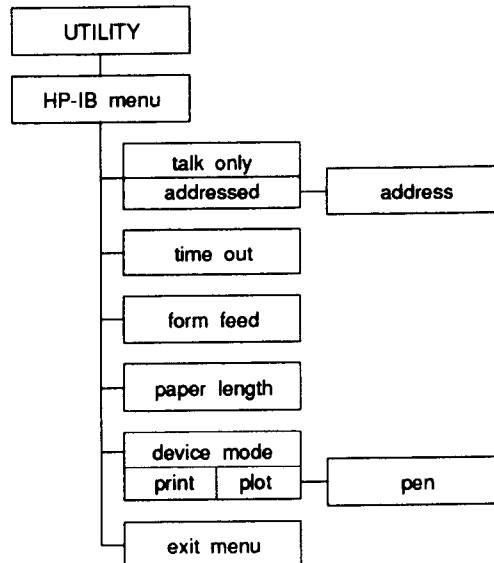 UTILITY
HP-IB menu
talk only
addressed
address
time out
form feed
paper length
device mode
print
plot
pen
exit menu